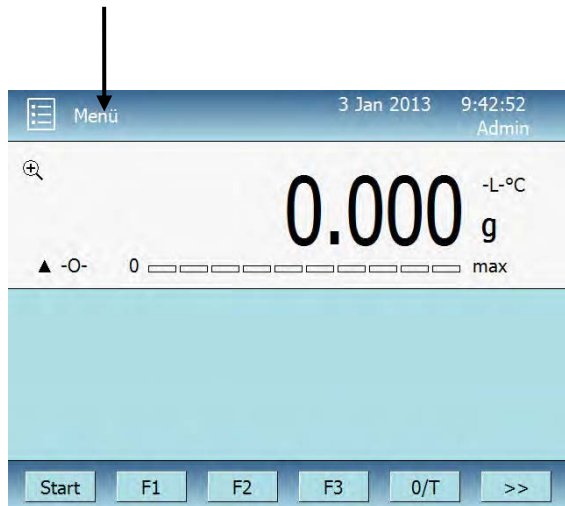 Menü 3 Jan 2013 9:42:52
Admin
0.000 -L-°C
g
▲ -O- 0 max
Start F1 F2 F3 0/T >>